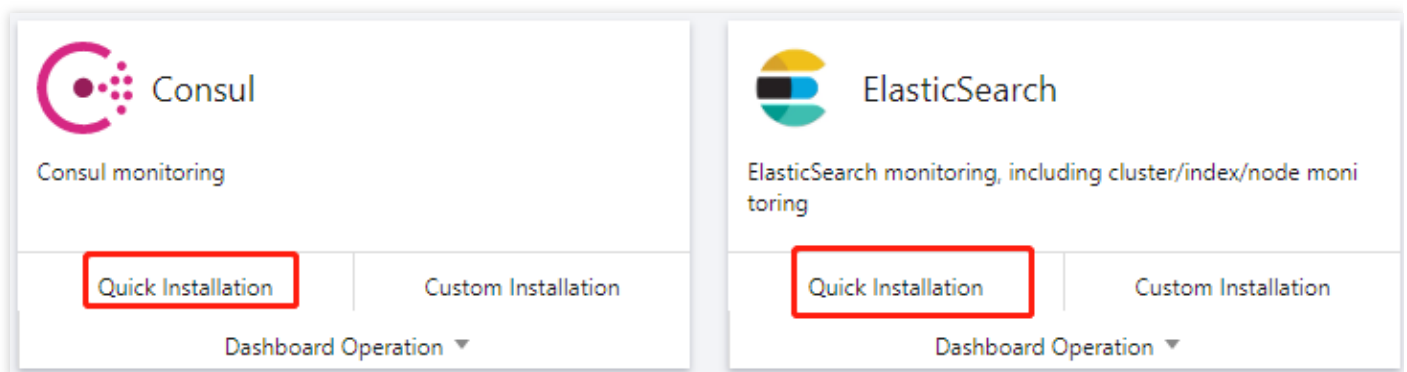 Consul
Consul monitoring
Quick Installation
Custom Installation
Dashboard Operation
ElasticSearch
ElasticSearch monitoring, including cluster/index/node moni
toring
Quick Installation
Custom Installation
Dashboard Operation